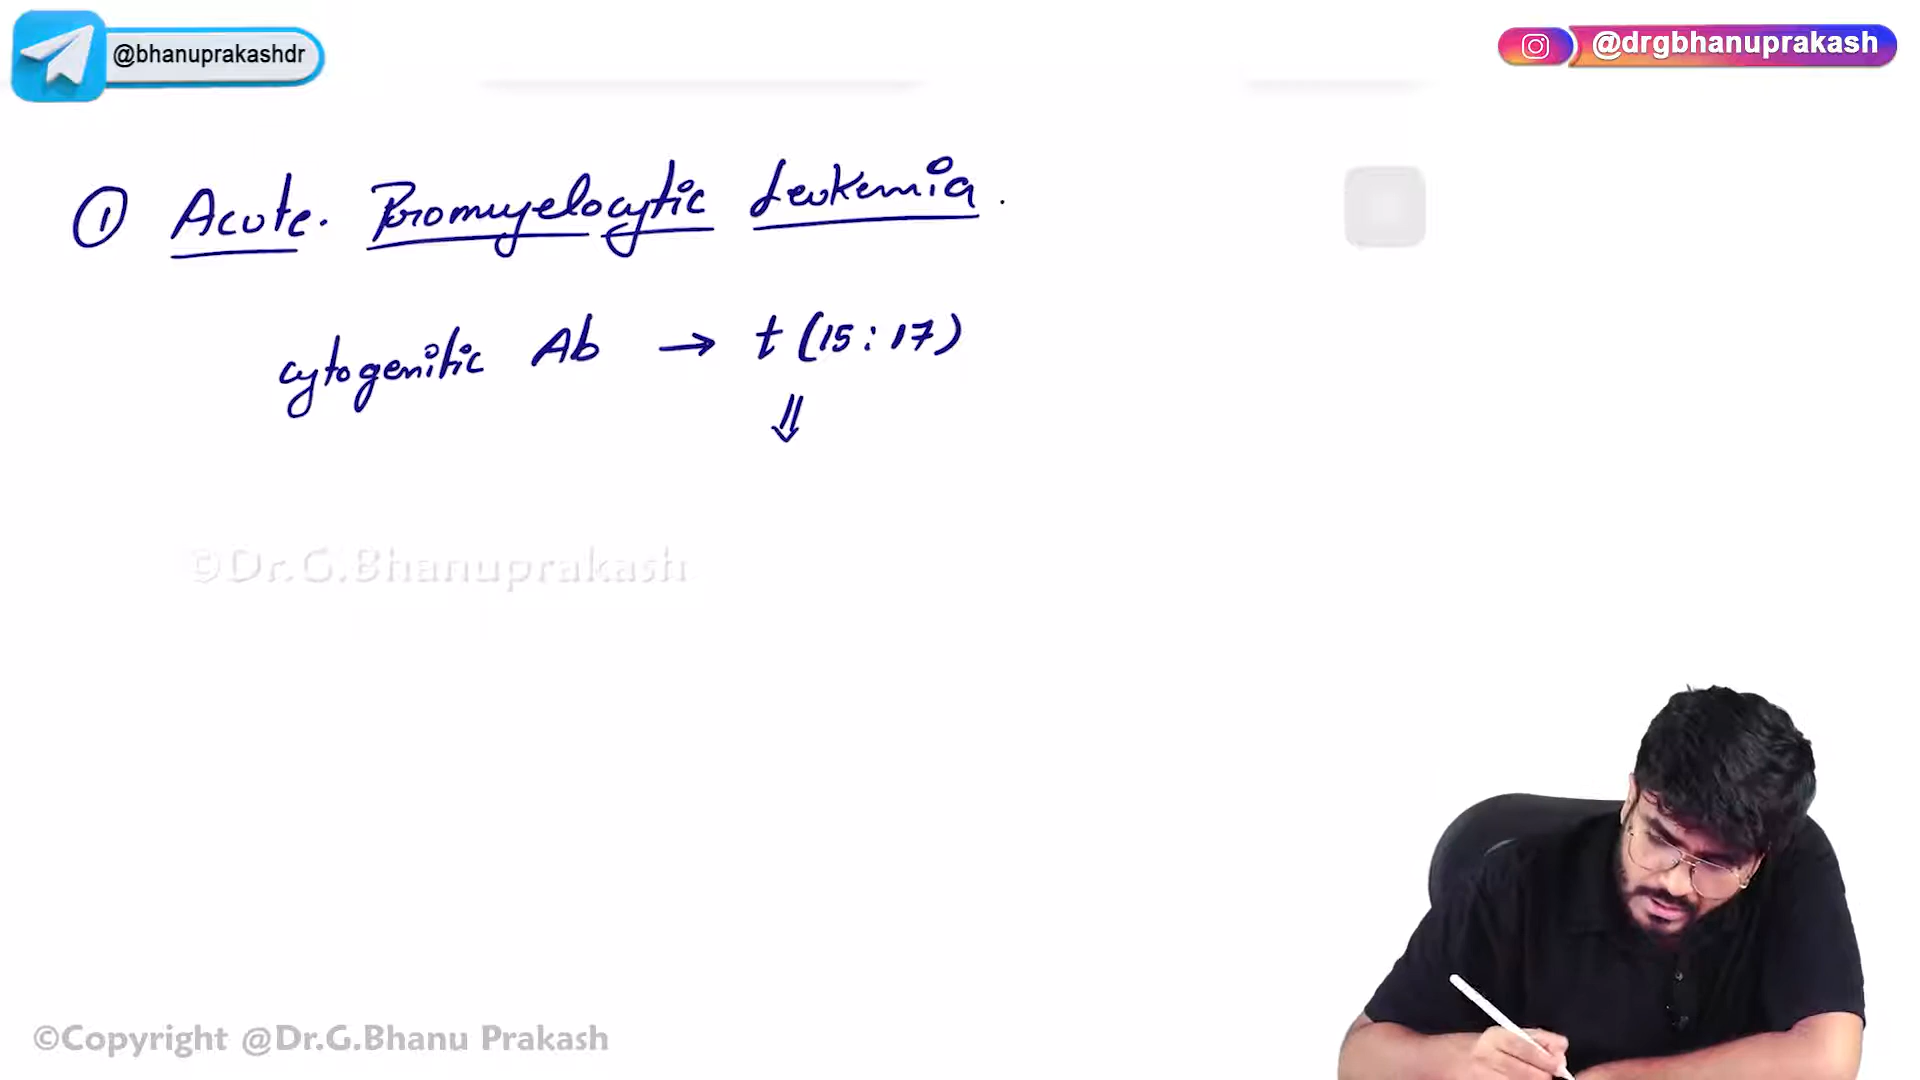 @bhanuprakashdr
@drgbhanuprakash
① Acute. Promyelocytic Leukemia.
cytogenitic Ab → t (15:17)
⇓
©Dr.G.Bhanuprakash
©Copyright @Dr.G.Bhanu Prakash